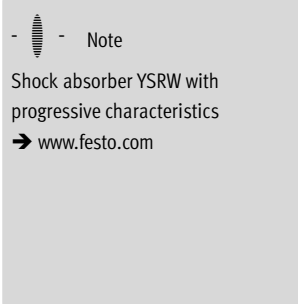 - - Note
Shock absorber YSRW with
progressive characteristics
➔ www.festo.com